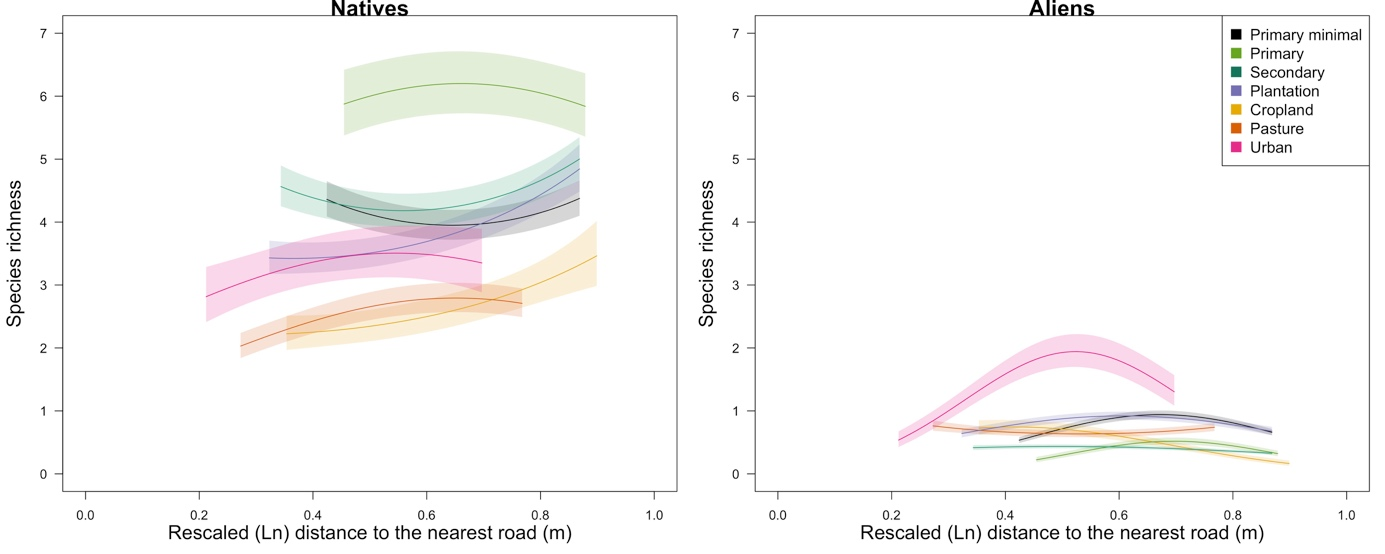 Natives
Aliens
7
6
5
4
3
2
1
0
Species richness
0.0 0.2 0.4 0.6 0.8 1.0
Rescaled (Ln) distance to the nearest road (m)
7
6
5
4
3
2
1
0
Species richness
0.0 0.2 0.4 0.6 0.8 1.0
Rescaled (Ln) distance to the nearest road (m)
Primary minimal
Primary
Secondary
Plantation
Cropland
Pasture
Urban